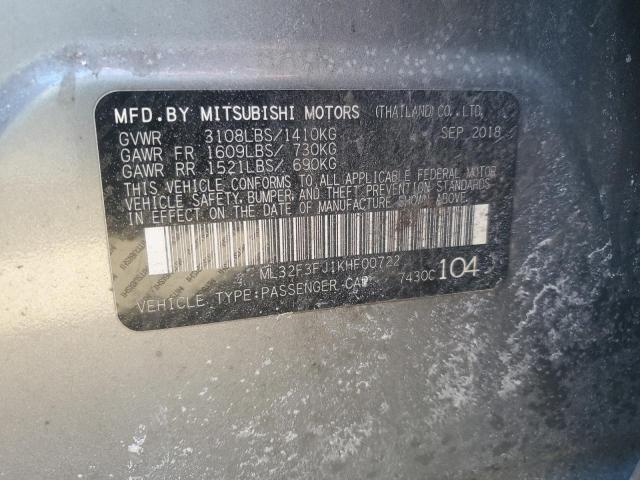 MFD.BY MITSUBISHI MOTORS (THAILAND) CO.,LTD.
GVWR 3108LBS/1410KG SEP.2018
GAWR FR 1609LBS/ 730KG
GAWR RR 1521LBS/ 690KG
THIS VEHICLE CONFORMS TO ALL APPLICABLE FEDERAL MOTOR
VEHICLE SAFETY, BUMPER, AND THEFT PREVENTION STANDARDS
IN EFFECT ON THE DATE OF MANUFACTURE SHOWN ABOVE.
ML32F3FJ1KHF00722
VEHICLE TYPE:PASSENGER CAR 7430C 104